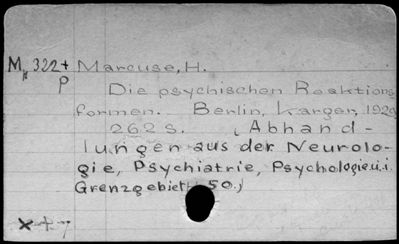 M, 322+ Marcuse, H.
p
Die psychischen Reaktions
formen. Berlin, Karger, 1929
262 S. (Abhand-
lungen aus der Neurolo-
gie, Psychiatrie, Psychologie u. i.
Grenzgebiet 50.)